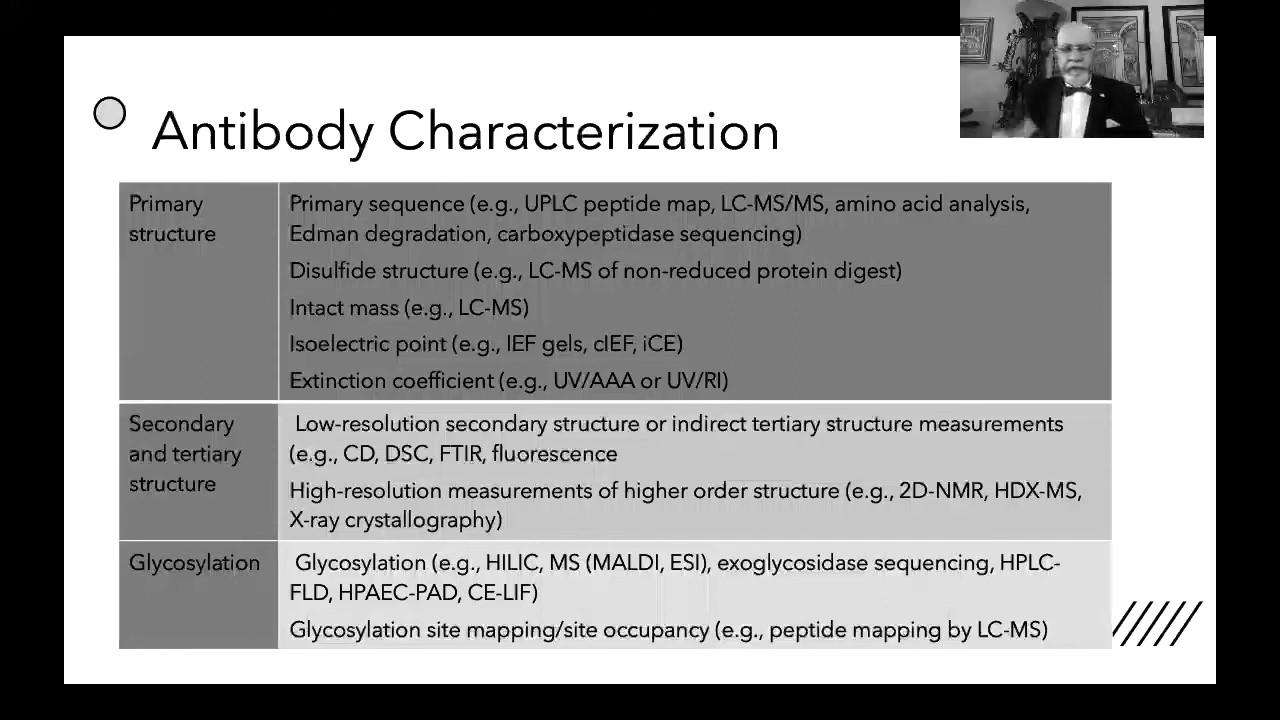 Antibody Characterization
Primary
structure
Primary sequence (e.g., UPLC peptide map, LC-MS/MS, amino acid analysis,
Edman degradation, carboxypeptidase sequencing)
Disulfide structure (e.g., LC-MS of non-reduced protein digest)
Intact mass (e.g., LC-MS)
Isoelectric point (e.g., IEF gels, cIEF, iCE)
Extinction coefficient (e.g., UV/AAA or UV/RI)
Secondary
and tertiary
structure
Low-resolution secondary structure or indirect tertiary structure measurements
(e.g., CD, DSC, FTIR, fluorescence
High-resolution measurements of higher order structure (e.g., 2D-NMR, HDX-MS,
X-ray crystallography)
Glycosylation
Glycosylation (e.g., HILIC, MS (MALDI, ESI), exoglycosidase sequencing, HPLC-
FLD, HPAEC-PAD, CE-LIF)
Glycosylation site mapping/site occupancy (e.g., peptide mapping by LC-MS)